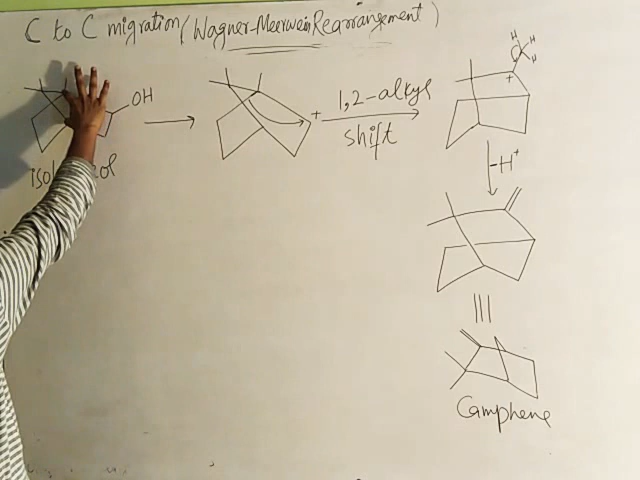 C to C migration (Wagner-Meerwein Rearrangement)
OH
+
1,2-alkyl
shift
H
C
H
H
+
-H+
Camphene